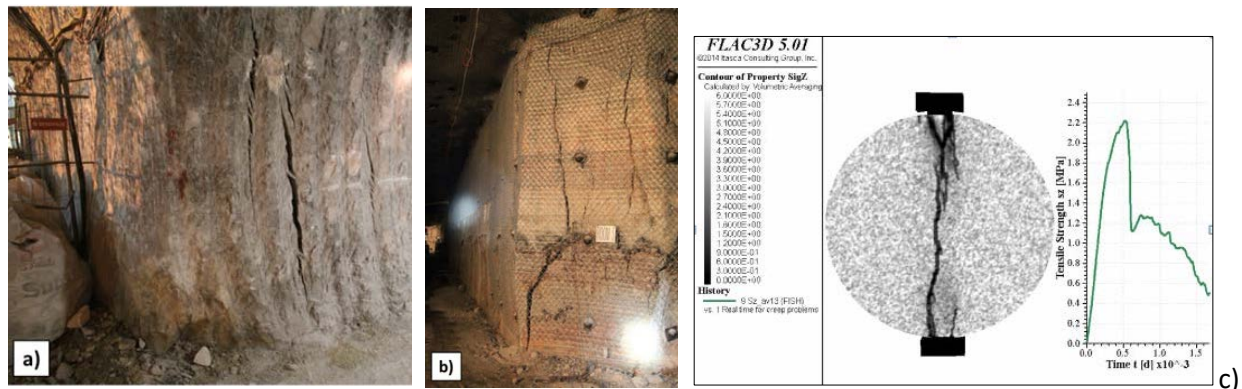 a)
b)
FLAC3D 5.01
©2014 Itasca Consulting Group, Inc.
Contour of Property SigZ
Calculated by: Volumetric Averaging
6.0000E+00
5.7000E+00
5.4000E+00
5.1000E+00
4.8000E+00
4.5000E+00
4.2000E+00
3.9000E+00
3.6000E+00
3.3000E+00
3.0000E+00
2.7000E+00
2.4000E+00
2.1000E+00
1.8000E+00
1.5000E+00
1.2000E+00
9.0000E-01
6.0000E-01
3.0000E-01
0.0000E+00
History
9 Sz_av13 (FISH)
vs. 1 Real time for creep problems
Tensile Strength sz [MPa]
2.4
2.2
2.0
1.8
1.6
1.4
1.2
1.0
0.8
0.6
0.4
0.2
0.0
0.0 0.5 1.0 1.5
Time t [d] x10^-3
c)